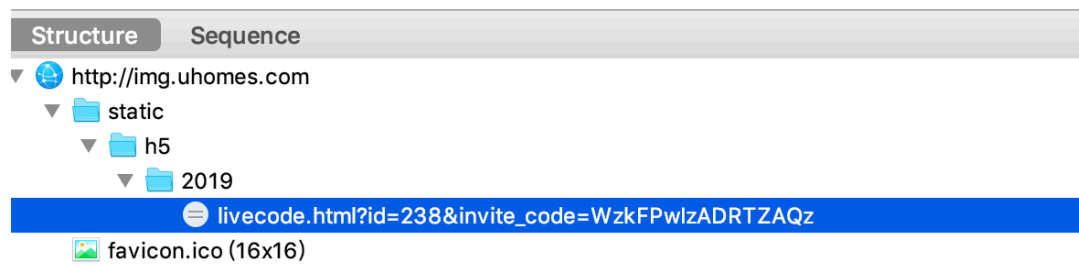 Structure Sequence
http://img.uhomes.com
static
h5
2019
livecode.html?id=238&invite_code=WzkFPwIzADRTZAQz
favicon.ico (16x16)